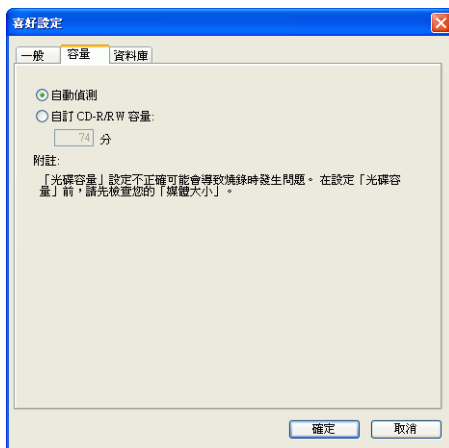 喜好設定
一般 容量 資料庫
自動偵測
自訂 CD-R/RW 容量:
74 分
附註:
「光碟容量」設定不正確可能會導致燒錄時發生問題。在設定「光碟容
量」前，請先檢查您的「媒體大小」。
確定 取消